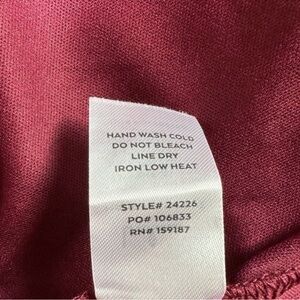 HAND WASH COLD
DO NOT BLEACH
LINE DRY
IRON LOW HEAT
STYLE# 24226
PO# 106833
RN# 159187